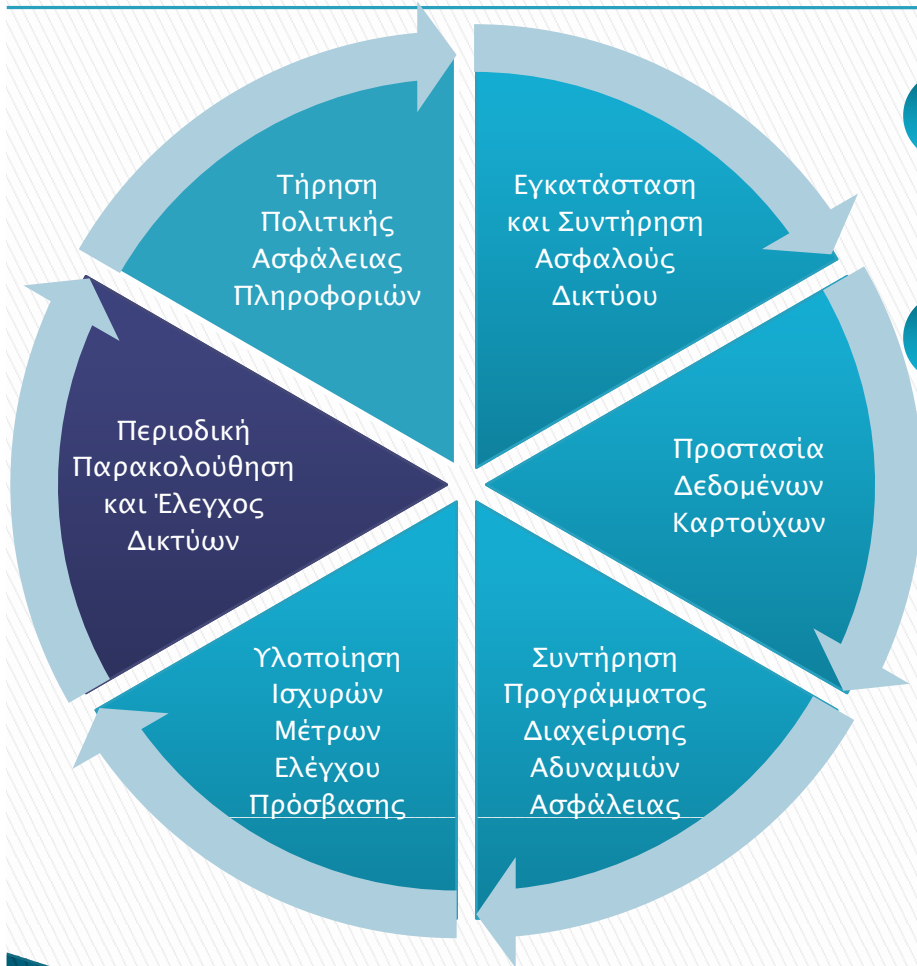 Εγκατάσταση
και Συντήρηση
Ασφαλούς
Δικτύου
Προστασία
Δεδομένων
Καρτούχων
Συντήρηση
Προγράμματος
Διαχείρισης
Αδυναμιών
Ασφάλειας
Υλοποίηση
Ισχυρών
Μέτρων
Ελέγχου
Πρόσβασης
Περιοδική
Παρακολούθηση
και Έλεγχος
Δικτύων
Τήρηση
Πολιτικής
Ασφάλειας
Πληροφοριών